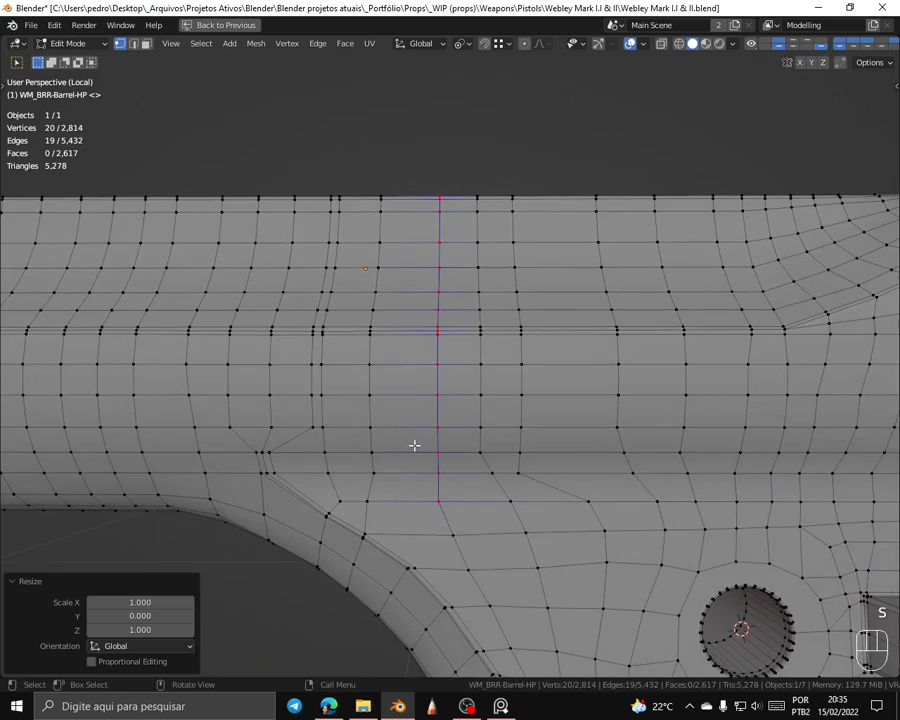 Blender* [C:\Users\pedro\Desktop\_Arquivos\Projetos Ativos\Blender\Blender projetos atuais\_Portfólio\Props\_WIP (props)\Weapons\Pistols\Webley Mark I.I & II\Webley Mark I.I & II.blend]
File Edit Render Window Help Back to Previous Main Scene 2 Modelling
Edit Mode View Select Add Mesh Vertex Edge Face UV Global
X Y Z Options
User Perspective (Local)
(1) WM_BRR-Barrel-HP <>
Objects 1/1
Vertices 20/2,814
Edges 19/5,432
Faces 0/2,617
Triangles 5,278
Resize
Scale X 1.000
Y 0.000
Z 1.000
Orientation Global
Proportional Editing
S
Select Box Select Rotate View Call Menu WM_BRR-Barrel-HP | Verts:20/2,814 | Edges:19/5,432 | Faces:0/2,617 | Tris:5,278 | Objects:1/7 | Memory: 129.7 MiB
Digite aqui para pesquisar 22°C POR PTB2 20:35 15/02/2022